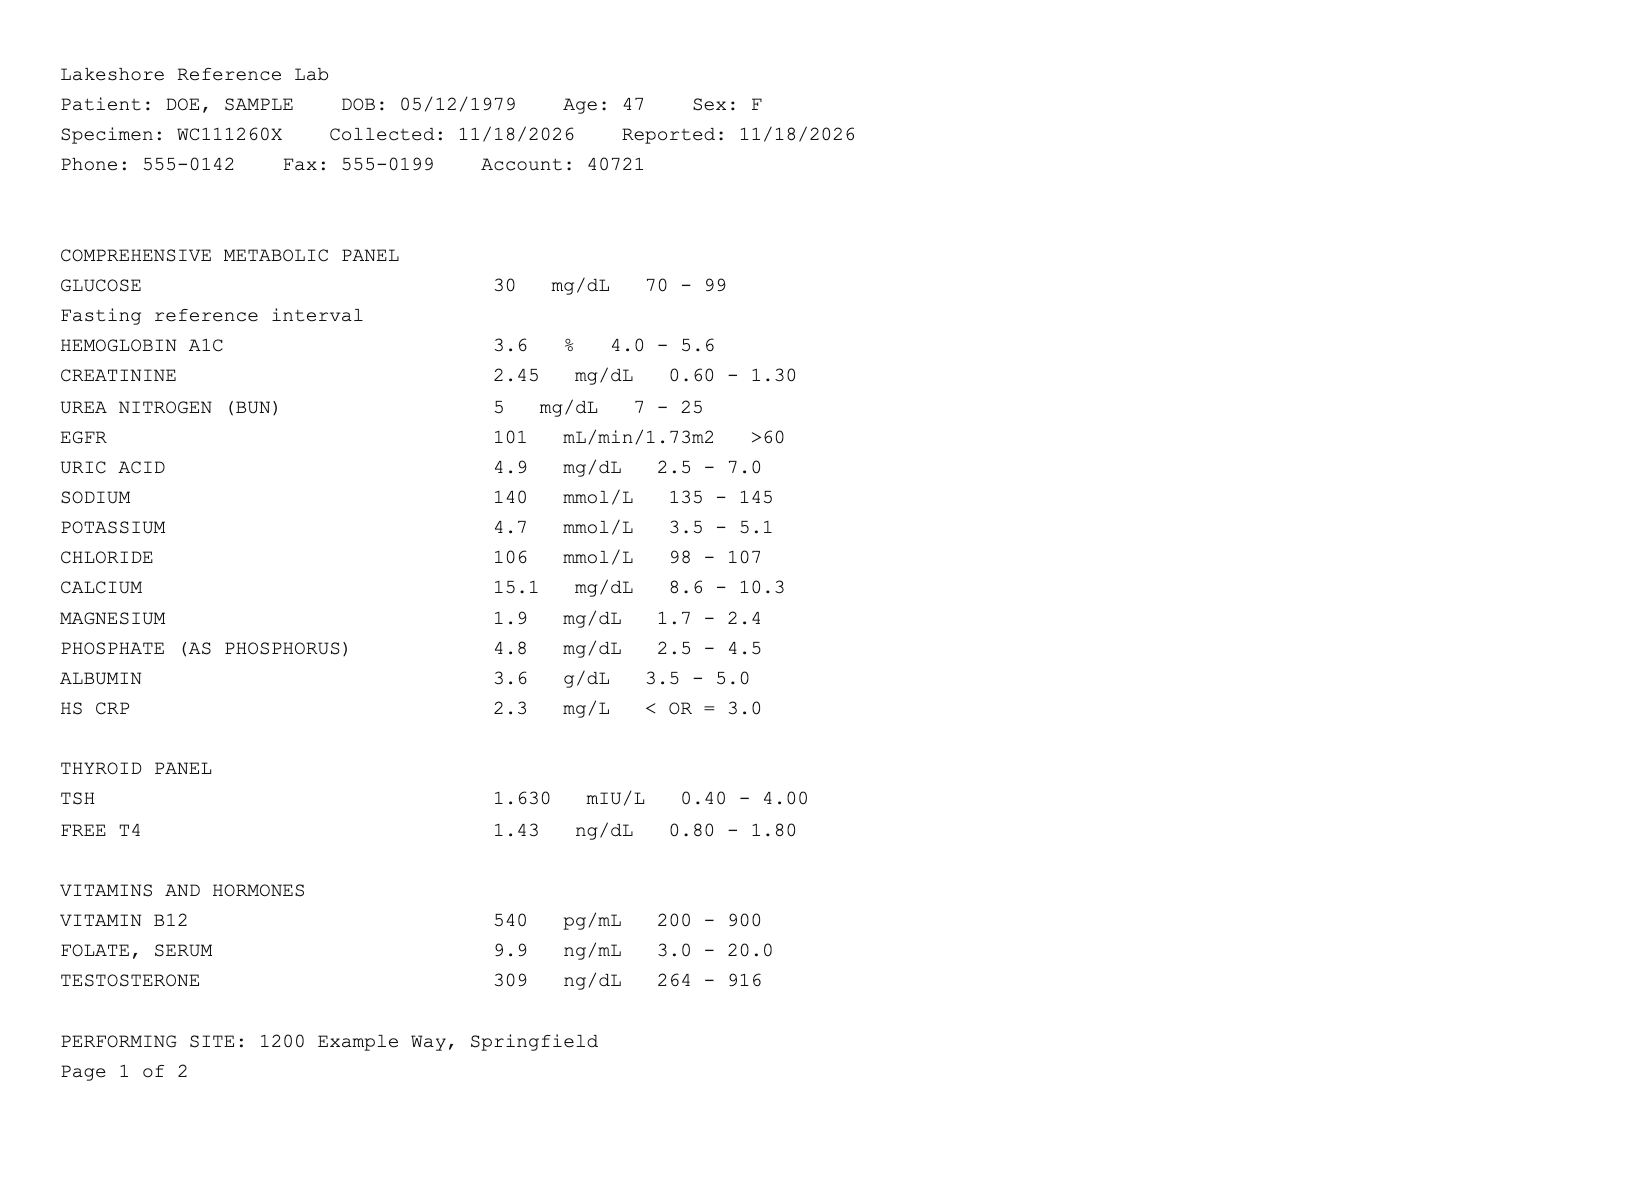 Lakeshore Reference Lab
Patient: DOE, SAMPLE    DOB: 05/12/1979    Age: 47    Sex: F
Specimen: WC111260X    Collected: 11/18/2026    Reported: 11/18/2026
Phone: 555-0142    Fax: 555-0199    Account: 40721
COMPREHENSIVE METABOLIC PANEL
GLUCOSE    30   mg/dL   70 - 99
Fasting reference interval
HEMOGLOBIN A1C    3.6   %   4.0 - 5.6
CREATININE    2.45   mg/dL   0.60 - 1.30
UREA NITROGEN (BUN)    5   mg/dL   7 - 25
EGFR    101   mL/min/1.73m2   >60
URIC ACID    4.9   mg/dL   2.5 - 7.0
SODIUM    140   mmol/L   135 - 145
POTASSIUM    4.7   mmol/L   3.5 - 5.1
CHLORIDE    106   mmol/L   98 - 107
CALCIUM    15.1   mg/dL   8.6 - 10.3
MAGNESIUM    1.9   mg/dL   1.7 - 2.4
PHOSPHATE (AS PHOSPHORUS)    4.8   mg/dL   2.5 - 4.5
ALBUMIN    3.6   g/dL   3.5 - 5.0
HS CRP    2.3   mg/L   < OR = 3.0
THYROID PANEL
TSH    1.630   mIU/L   0.40 - 4.00
FREE T4    1.43   ng/dL   0.80 - 1.80
VITAMINS AND HORMONES
VITAMIN B12    540   pg/mL   200 - 900
FOLATE, SERUM    9.9   ng/mL   3.0 - 20.0
TESTOSTERONE    309   ng/dL   264 - 916
PERFORMING SITE: 1200 Example Way, Springfield
Page 1 of 2